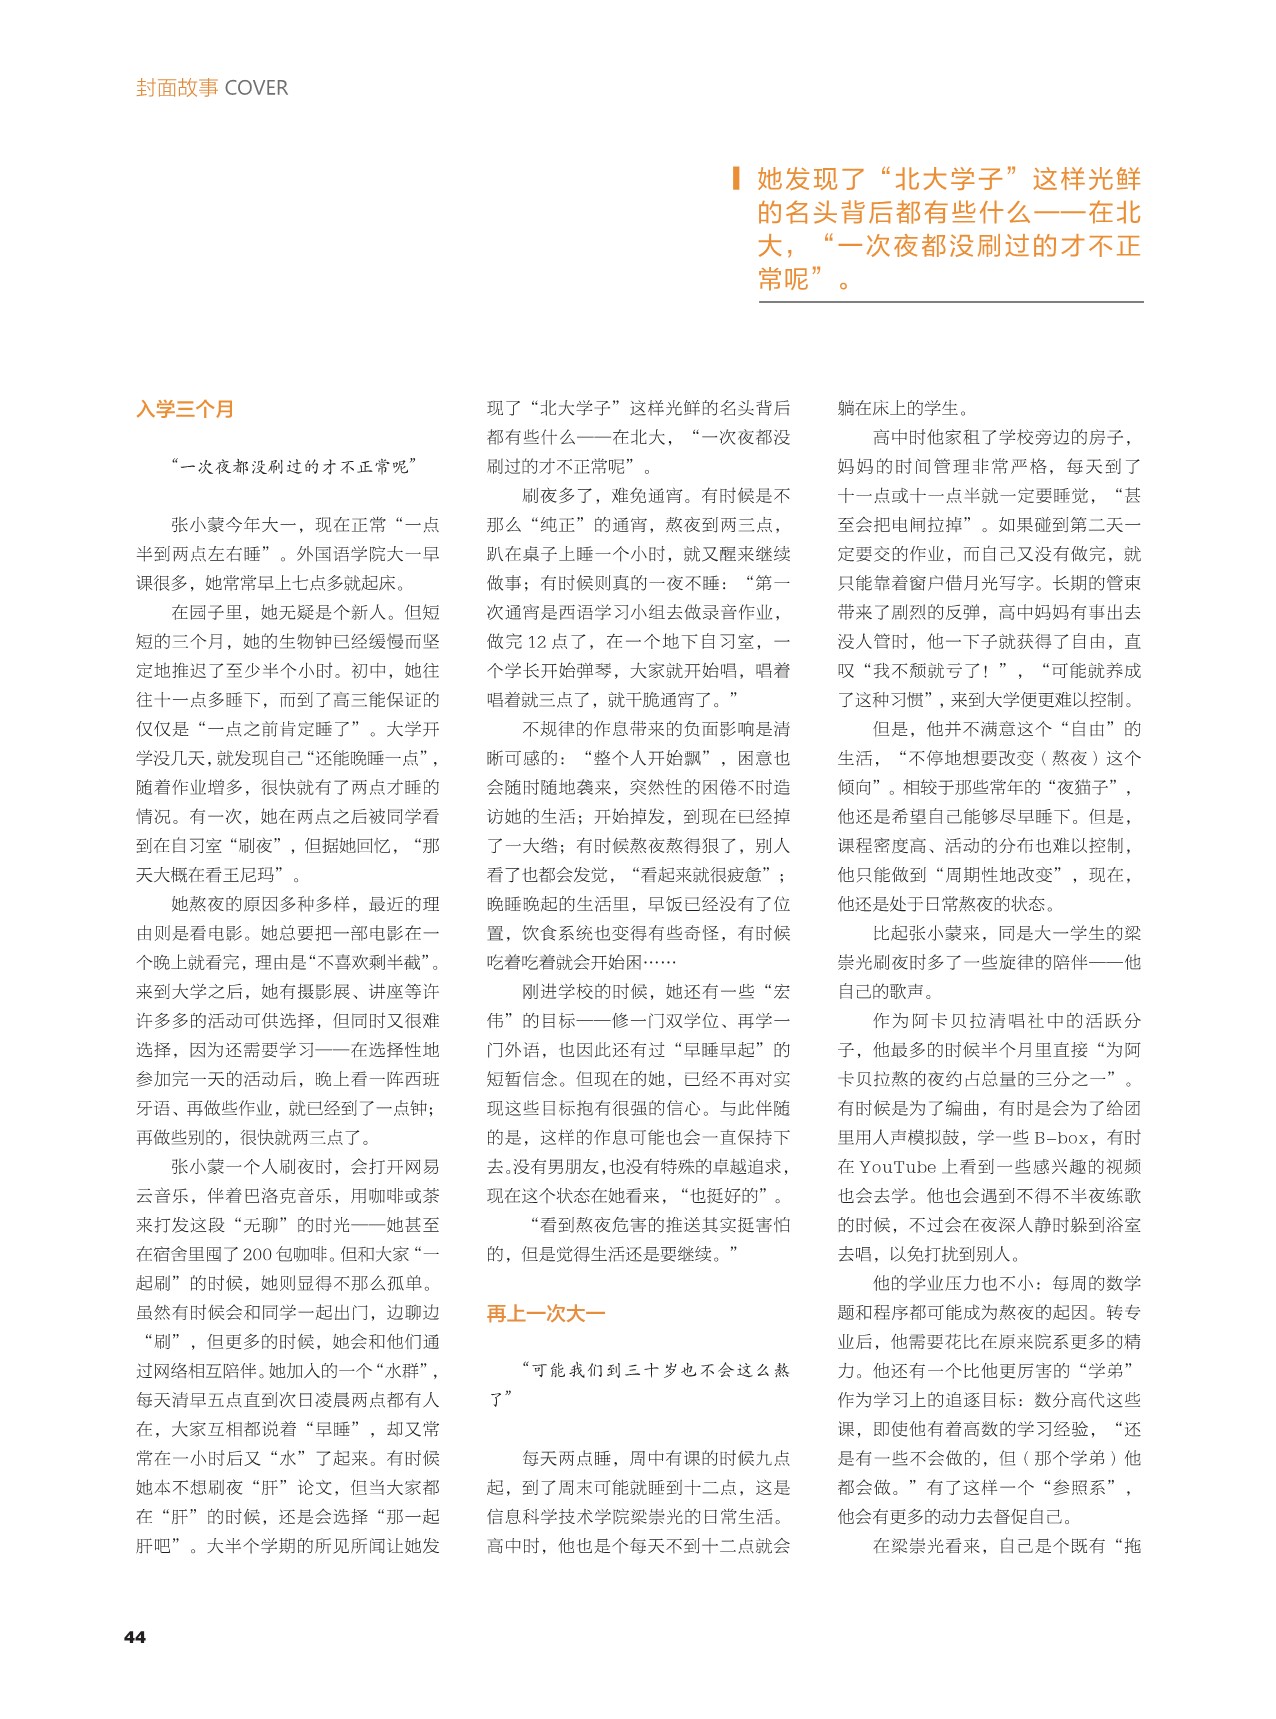 封面故事 COVER
她发现了“北大学子”这样光鲜
的名头背后都有些什么——在北
大，“一次夜都没刷过的才不正
常呢”。
入学三个月
“一次夜都没刷过的才不正常呢”
张小蒙今年大一，现在正常“一点
半到两点左右睡”。外国语学院大一早
课很多，她常常早上七点多就起床。
在园子里，她无疑是个新人。但短
短的三个月，她的生物钟已经缓慢而坚
定地推迟了至少半个小时。初中，她往
往十一点多睡下，而到了高三能保证的
仅仅是“一点之前肯定睡了”。大学开
学没几天，就发现自己“还能晚睡一点”，
随着作业增多，很快就有了两点才睡的
情况。有一次，她在两点之后被同学看
到在自习室“刷夜”，但据她回忆，“那
天大概在看王尼玛”。
她熬夜的原因多种多样，最近的理
由则是看电影。她总要把一部电影在一
个晚上就看完，理由是“不喜欢剩半截”。
来到大学之后，她有摄影展、讲座等许
许多多的活动可供选择，但同时又很难
选择，因为还需要学习——在选择性地
参加完一天的活动后，晚上看一阵西班
牙语、再做些作业，就已经到了一点钟；
再做些别的，很快就两三点了。
张小蒙一个人刷夜时，会打开网易
云音乐，伴着巴洛克音乐，用咖啡或茶
来打发这段“无聊”的时光——她甚至
在宿舍里囤了 200 包咖啡。但和大家“一
起刷”的时候，她则显得不那么孤单。
虽然有时候会和同学一起出门，边聊边
“刷”，但更多的时候，她会和他们通
过网络相互陪伴。她加入的一个“水群”，
每天清早五点直到次日凌晨两点都有人
在，大家互相都说着“早睡”，却又常
常在一小时后又“水”了起来。有时候
她本不想刷夜“肝”论文，但当大家都
在“肝”的时候，还是会选择“那一起
肝吧”。大半个学期的所见所闻让她发
现了“北大学子”这样光鲜的名头背后
都有些什么——在北大，“一次夜都没
刷过的才不正常呢”。
刷夜多了，难免通宵。有时候是不
那么“纯正”的通宵，熬夜到两三点，
趴在桌子上睡一个小时，就又醒来继续
做事；有时候则真的一夜不睡：“第一
次通宵是西语学习小组去做录音作业，
做完 12 点了，在一个地下自习室，一
个学长开始弹琴，大家就开始唱，唱着
唱着就三点了，就干脆通宵了。”
不规律的作息带来的负面影响是清
晰可感的：“整个人开始飘”，困意也
会随时随地袭来，突然性的困倦不时造
访她的生活；开始掉发，到现在已经掉
了一大绺；有时候熬夜熬得狠了，别人
看了也都会发觉，“看起来就很疲惫”；
晚睡晚起的生活里，早饭已经没有了位
置，饮食系统也变得有些奇怪，有时候
吃着吃着就会开始困……
刚进学校的时候，她还有一些“宏
伟”的目标——修一门双学位、再学一
门外语，也因此还有过“早睡早起”的
短暂信念。但现在的她，已经不再对实
现这些目标抱有很强的信心。与此伴随
的是，这样的作息可能也会一直保持下
去。没有男朋友，也没有特殊的卓越追求，
现在这个状态在她看来，“也挺好的”。
“看到熬夜危害的推送其实挺害怕
的，但是觉得生活还是要继续。”
再上一次大一
“可能我们到三十岁也不会这么熬
了”
每天两点睡，周中有课的时候九点
起，到了周末可能就睡到十二点，这是
信息科学技术学院梁崇光的日常生活。
高中时，他也是个每天不到十二点就会
躺在床上的学生。
高中时他家租了学校旁边的房子，
妈妈的时间管理非常严格，每天到了
十一点或十一点半就一定要睡觉，“甚
至会把电闸拉掉”。如果碰到第二天一
定要交的作业，而自己又没有做完，就
只能靠着窗户借月光写字。长期的管束
带来了剧烈的反弹，高中妈妈有事出去
没人管时，他一下子就获得了自由，直
叹“我不颓就亏了！”，“可能就养成
了这种习惯”，来到大学便更难以控制。
但是，他并不满意这个“自由”的
生活，“不停地想要改变（熬夜）这个
倾向”。相较于那些常年的“夜猫子”，
他还是希望自己能够尽早睡下。但是，
课程密度高、活动的分布也难以控制，
他只能做到“周期性地改变”，现在，
他还是处于日常熬夜的状态。
比起张小蒙来，同是大一学生的梁
崇光刷夜时多了一些旋律的陪伴——他
自己的歌声。
作为阿卡贝拉清唱社中的活跃分
子，他最多的时候半个月里直接“为阿
卡贝拉熬的夜约占总量的三分之一”。
有时候是为了编曲，有时是会为了给团
里用人声模拟鼓，学一些 B-box，有时
在 YouTube 上看到一些感兴趣的视频
也会去学。他也会遇到不得不半夜练歌
的时候，不过会在夜深人静时躲到浴室
去唱，以免打扰到别人。
他的学业压力也不小：每周的数学
题和程序都可能成为熬夜的起因。转专
业后，他需要花比在原来院系更多的精
力。他还有一个比他更厉害的“学弟”
作为学习上的追逐目标：数分高代这些
课，即使他有着高数的学习经验，“还
是有一些不会做的，但（那个学弟）他
都会做。”有了这样一个“参照系”，
他会有更多的动力去督促自己。
在梁崇光看来，自己是个既有“拖
44